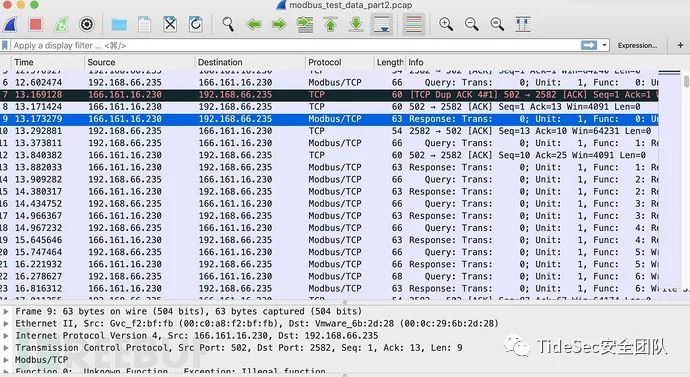 modbus_test_data_part2.pcap
Apply a display filter ... <⌘/>
Expression... +
Time Source Destination Protocol Length Info
6 12.602474 192.168.66.235 166.161.16.230 Modbus/TCP 66 Query: Trans: 0; Unit: 1, Func: 0: Un
7 13.169128 166.161.16.230 192.168.66.235 TCP 60 [TCP Dup ACK 4#1] 502 → 2582 [ACK] Seq=1 Ack=1 W
8 13.171424 166.161.16.230 192.168.66.235 TCP 60 502 → 2582 [ACK] Seq=1 Ack=13 Win=4091 Len=0
9 13.173279 166.161.16.230 192.168.66.235 Modbus/TCP 63 Response: Trans: 0; Unit: 1, Func: 0: Un
10 13.292881 192.168.66.235 166.161.16.230 TCP 54 2582 → 502 [ACK] Seq=13 Ack=10 Win=64231 Len=0
11 13.373811 192.168.66.235 166.161.16.230 Modbus/TCP 66 Query: Trans: 0; Unit: 1, Func: 1: Re
12 13.840382 166.161.16.230 192.168.66.235 TCP 60 502 → 2582 [ACK] Seq=10 Ack=25 Win=4091 Len=0
13 13.882033 166.161.16.230 192.168.66.235 Modbus/TCP 63 Response: Trans: 0; Unit: 1, Func: 1: Re
14 13.909282 192.168.66.235 166.161.16.230 Modbus/TCP 66 Query: Trans: 0; Unit: 1, Func: 2: Re
15 14.380317 166.161.16.230 192.168.66.235 Modbus/TCP 63 Response: Trans: 0; Unit: 1, Func: 2: Re
16 14.434752 192.168.66.235 166.161.16.230 Modbus/TCP 66 Query: Trans: 0; Unit: 1, Func: 3: Re
17 14.966367 166.161.16.230 192.168.66.235 Modbus/TCP 63 Response: Trans: 0; Unit: 1, Func: 3: Re
18 14.967232 192.168.66.235 166.161.16.230 Modbus/TCP 66 Query: Trans: 0; Unit: 1, Func: 4: Re
19 15.645646 166.161.16.230 192.168.66.235 Modbus/TCP 63 Response: Trans: 0; Unit: 1, Func: 4: Re
20 15.747464 192.168.66.235 166.161.16.230 Modbus/TCP 66 Query: Trans: 0; Unit: 1, Func: 5: Wr
21 16.221932 166.161.16.230 192.168.66.235 Modbus/TCP 63 Response: Trans: 0; Unit: 1, Func: 5: Wr
22 16.278627 192.168.66.235 166.161.16.230 Modbus/TCP 68 Query: Trans: 0; Unit: 1, Func: 6: Wr
23 16.816312 166.161.16.230 192.168.66.235 Modbus/TCP 63 Response: Trans: 0; Unit: 1, Func: 6:
Frame 9: 63 bytes on wire (504 bits), 63 bytes captured (504 bits)
Ethernet II, Src: Gvc_f2:bf:fb (00:c0:a8:f2:bf:fb), Dst: Vmware_6b:2d:28 (00:0c:29:6b:2d:28)
Internet Protocol Version 4, Src: 166.161.16.230, Dst: 192.168.66.235
Transmission Control Protocol, Src Port: 502, Dst Port: 2582, Seq: 1, Ack: 13, Len: 9
Modbus/TCP
Function 0: Unknown Function. Exception: Illegal function
REEBUF
TideSec安全团队